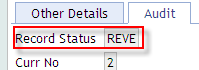 Other Details Audit
Record Status REVE
Curr No 2